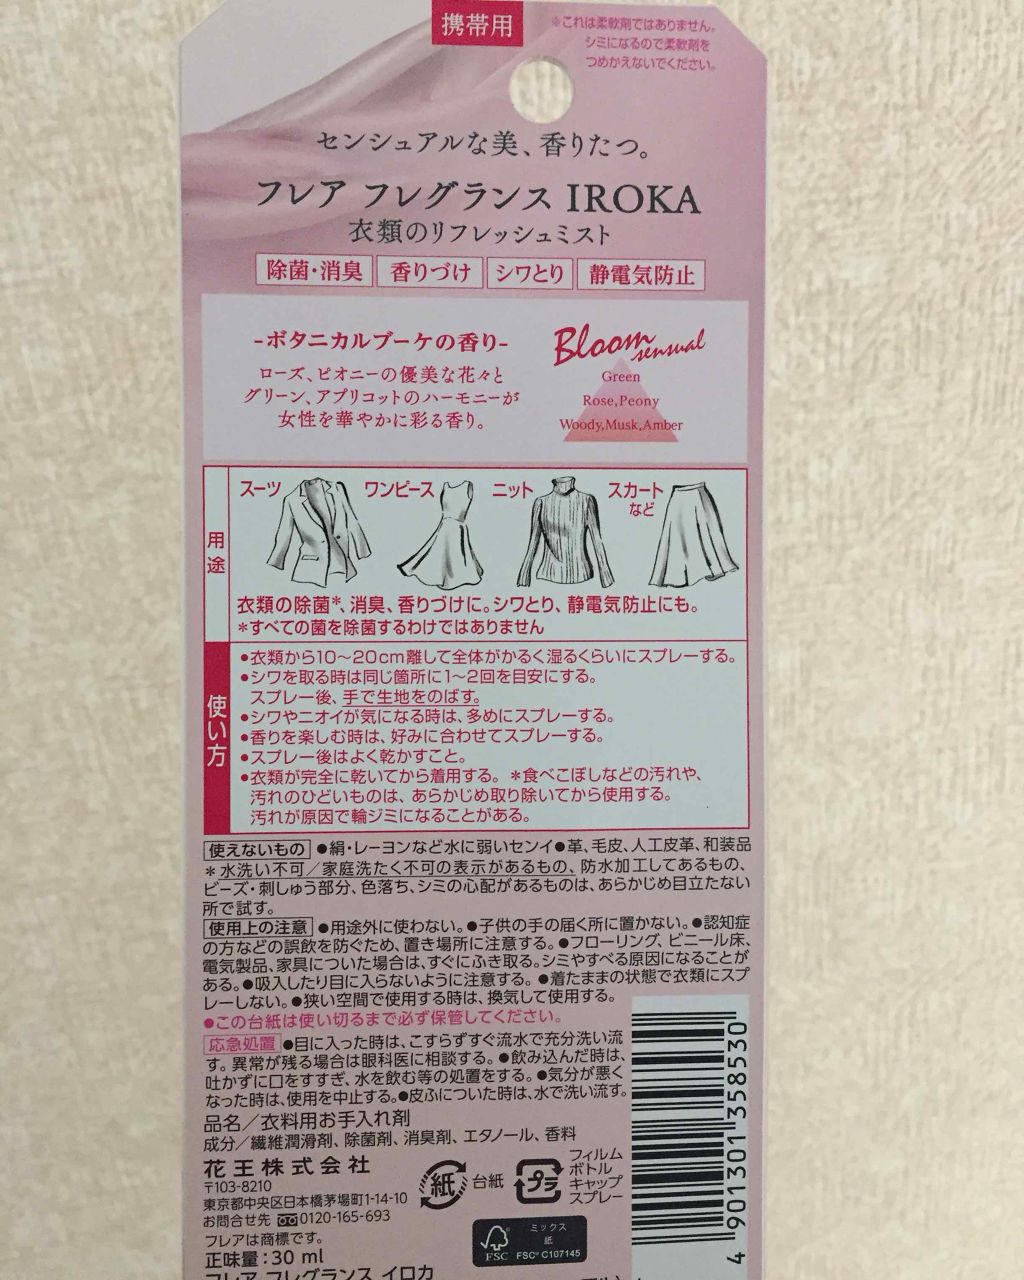 携帯用
※これは柔軟剤ではありません。
シミになるので柔軟剤を
つめかえないでください。
センシュアルな美、香りたつ。
フレア フレグランス IROKA
衣類のリフレッシュミスト
除菌・消臭 香りづけ シワとり 静電気防止
-ボタニカルブーケの香り-
ローズ、ピオニーの優美な花々と
グリーン、アプリコットのハーモニーが
女性を華やかに彩る香り。
Bloom
sensual
Green
Rose,Peony
Woody,Musk,Amber
用途
スーツ ワンピース ニット スカート
など
衣類の除菌*、消臭、香りづけに。シワとり、静電気防止にも。
*すべての菌を除菌するわけではありません
使い方
●衣類から10〜20cm離して全体がかるく湿るくらいにスプレーする。
●シワを取る時は同じ箇所に1〜2回を目安にする。
スプレー後、手で生地をのばす。
●シワやニオイが気になる時は、多めにスプレーする。
●香りを楽しむ時は、好みに合わせてスプレーする。
●スプレー後はよく乾かすこと。
●衣類が完全に乾いてから着用する。 *食べこぼしなどの汚れや、
汚れのひどいものは、あらかじめ取り除いてから使用する。
汚れが原因で輪ジミになることがある。
使えないもの ●絹・レーヨンなど水に弱いセンイ●革、毛皮、人工皮革、和装品
*水洗い不可/家庭洗たく不可の表示があるもの、防水加工してあるもの、
ビーズ・刺しゅう部分、色落ち、シミの心配があるものは、あらかじめ目立たない
所で試す。
使用上の注意 ●用途外に使わない。●子供の手の届く所に置かない。●認知症
の方などの誤飲を防ぐため、置き場所に注意する。●フローリング、ビニール床、
電気製品、家具についた場合は、すぐにふき取る。シミやすべる原因になることが
ある。●吸入したり目に入らないように注意する。●着たままの状態で衣類にスプ
レーしない。●狭い空間で使用する時は、換気して使用する。
●この台紙は使い切るまで必ず保管してください。
応急処置 ●目に入った時は、こすらずすぐ流水で充分洗い流
す。異常が残る場合は眼科医に相談する。●飲み込んだ時は、
吐かずに口をすすぎ、水を飲む等の処置をする。●気分が悪く
なった時は、使用を中止する。●皮ふについた時は、水で洗い流す。
品名/衣料用お手入れ剤
成分/繊維潤滑剤、除菌剤、消臭剤、エタノール、香料
花王株式会社
〒103-8210
東京都中央区日本橋茅場町1-14-10
お問合せ先 0120-165-693
フレアは商標です。
正味量:30 ml
フレア フレグランス イロカ
紙 台紙
プラ
フィルム
ボトル
キャップ
スプレー
FSC
ミックス
紙
FSC® C107145
4 901301 358530